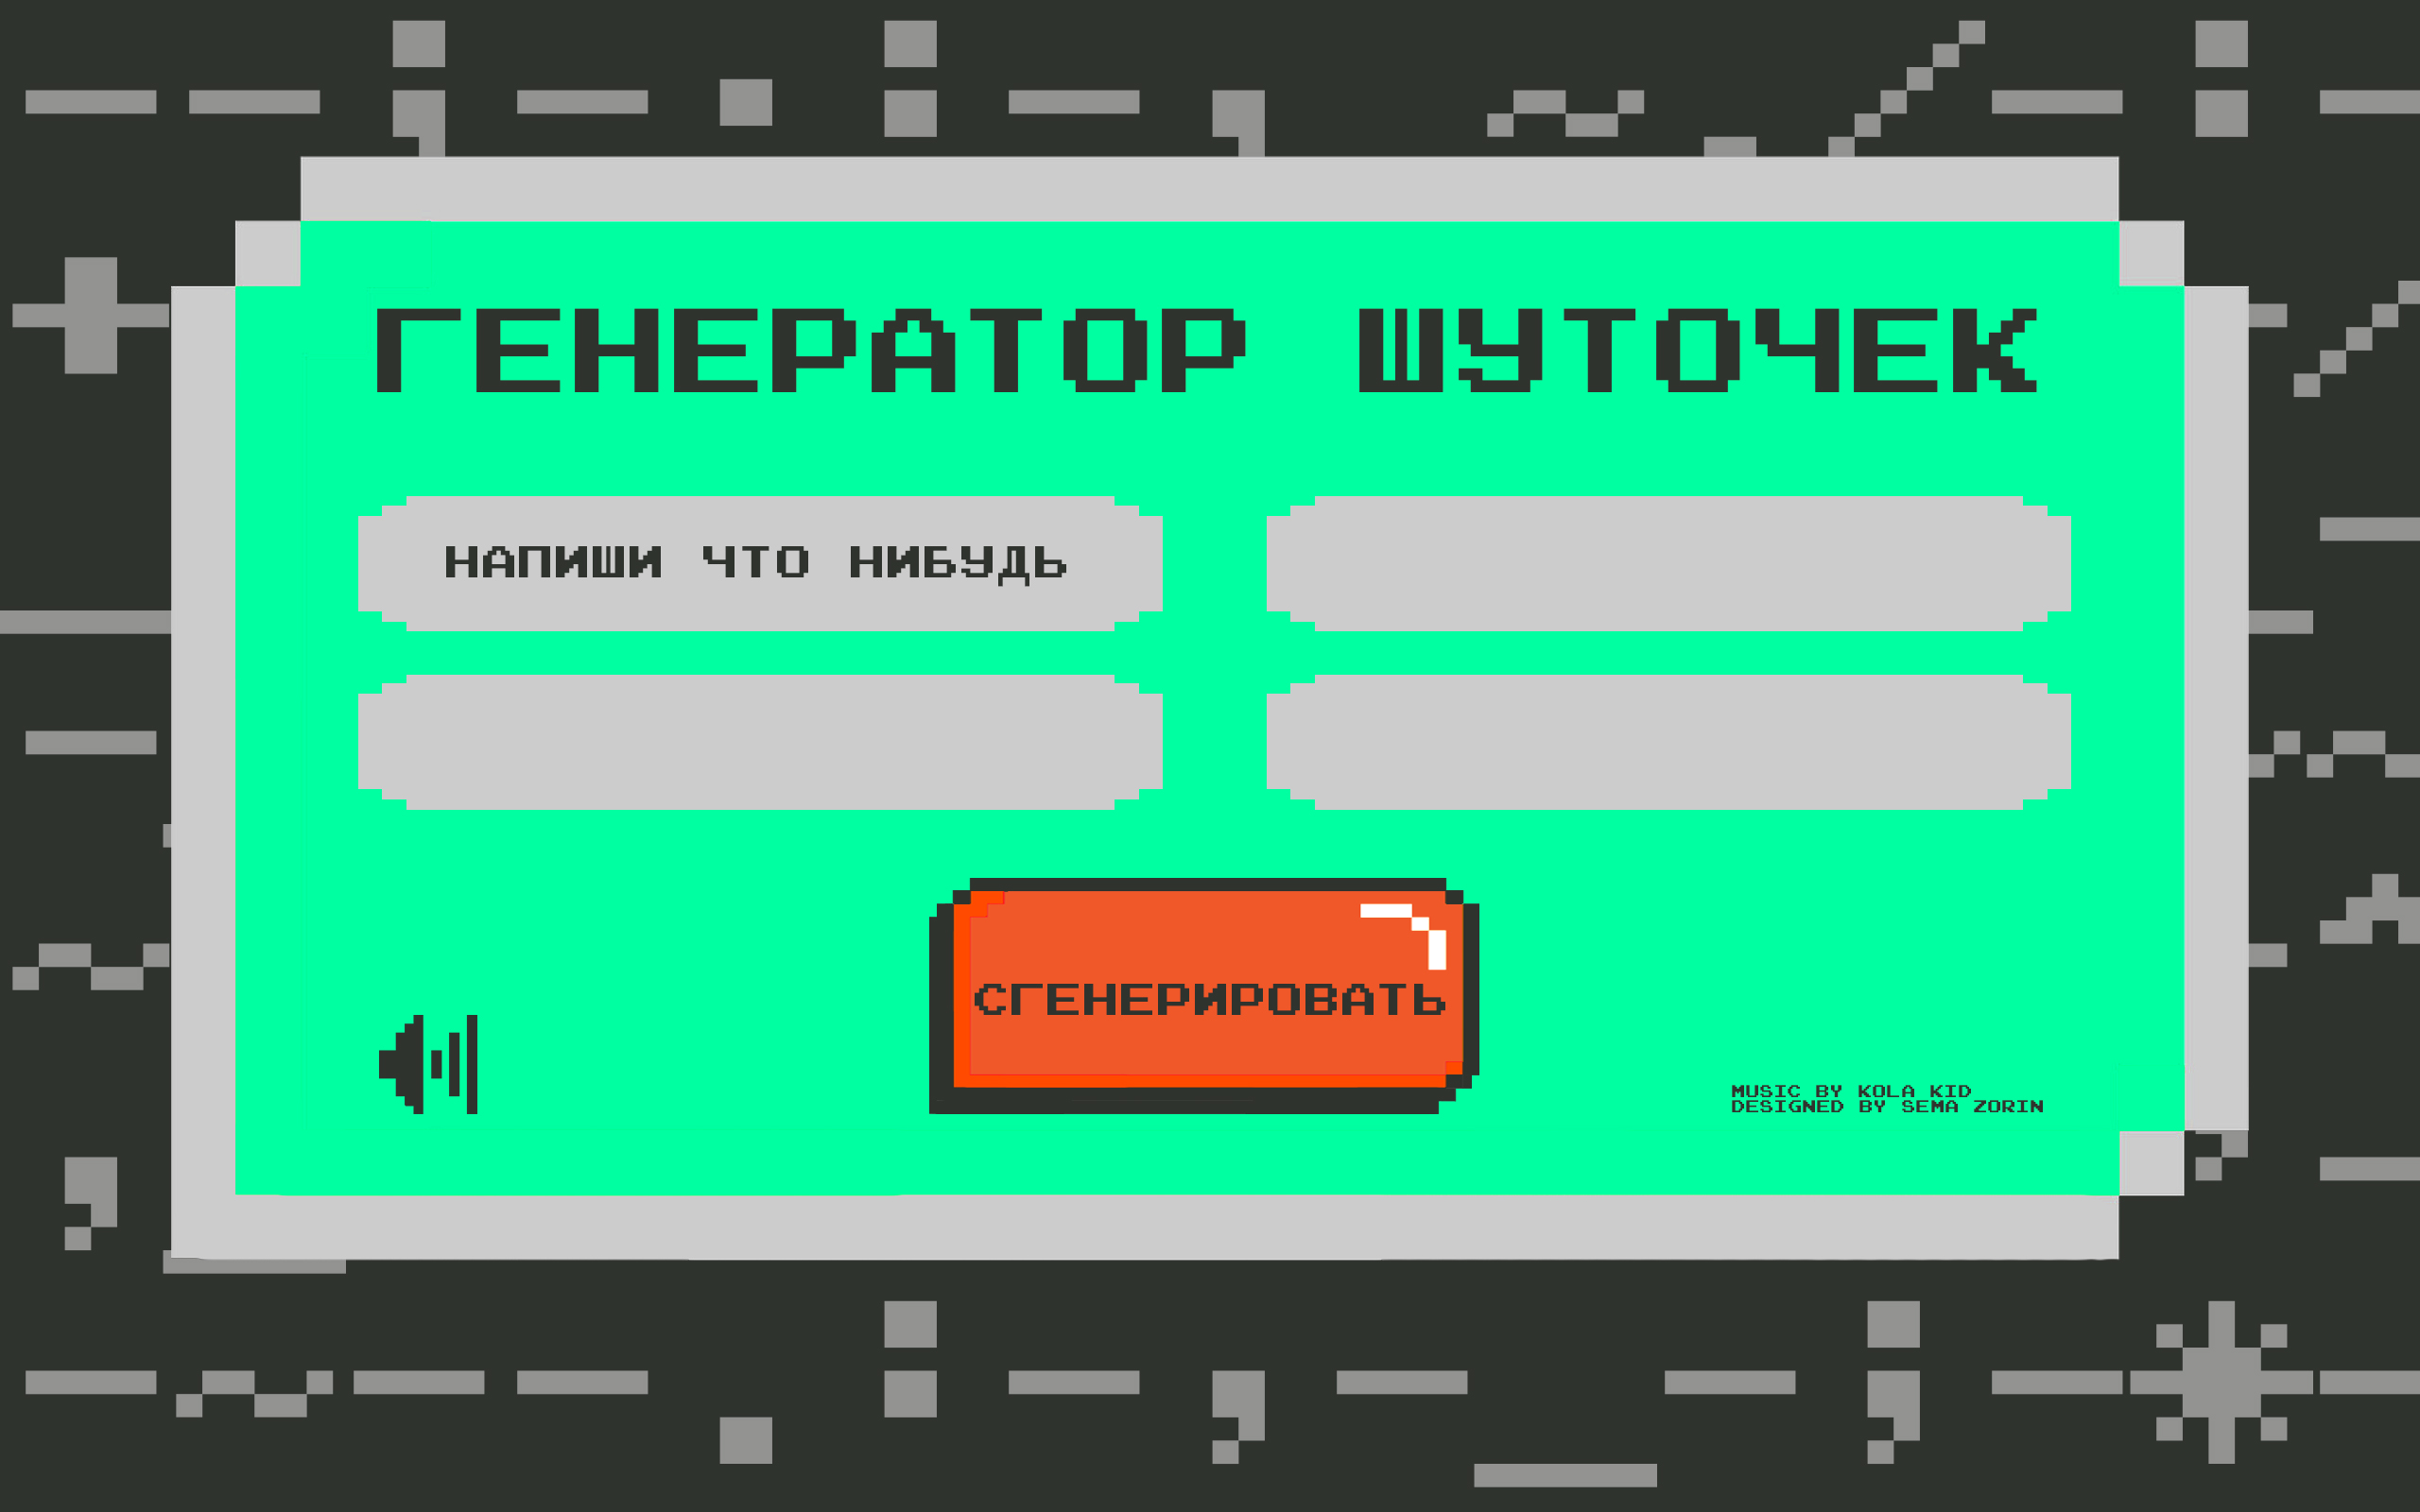 ГЕНЕРАТОР ШУТОЧЕК
НАПИШИ ЧТО НИБУДЬ
СГЕНЕРИРОВАТЬ
MUSIC BY KOLA KID
DESIGNED BY SEMA ZORIN